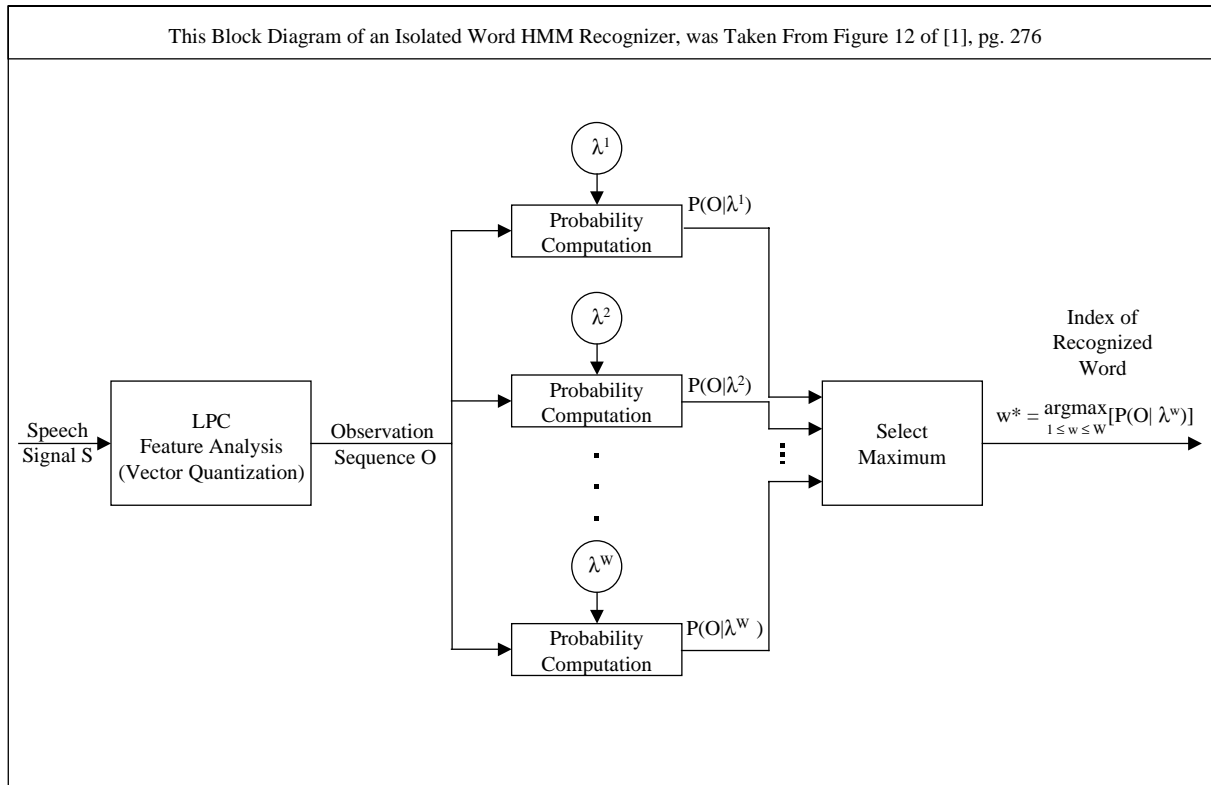 This Block Diagram of an Isolated Word HMM Recognizer, was Taken From Figure 12 of [1], pg. 276
λ¹
P(O|λ¹)
Probability
Computation
λ²
P(O|λ²)
Probability
Computation
Speech
Signal S
LPC
Feature Analysis
(Vector Quantization)
Observation
Sequence O
λᵂ
P(O|λᵂ )
Probability
Computation
Select
Maximum
Index of
Recognized
Word
w* = argmax[P(O| λʷ)]
1 ≤ w ≤ W